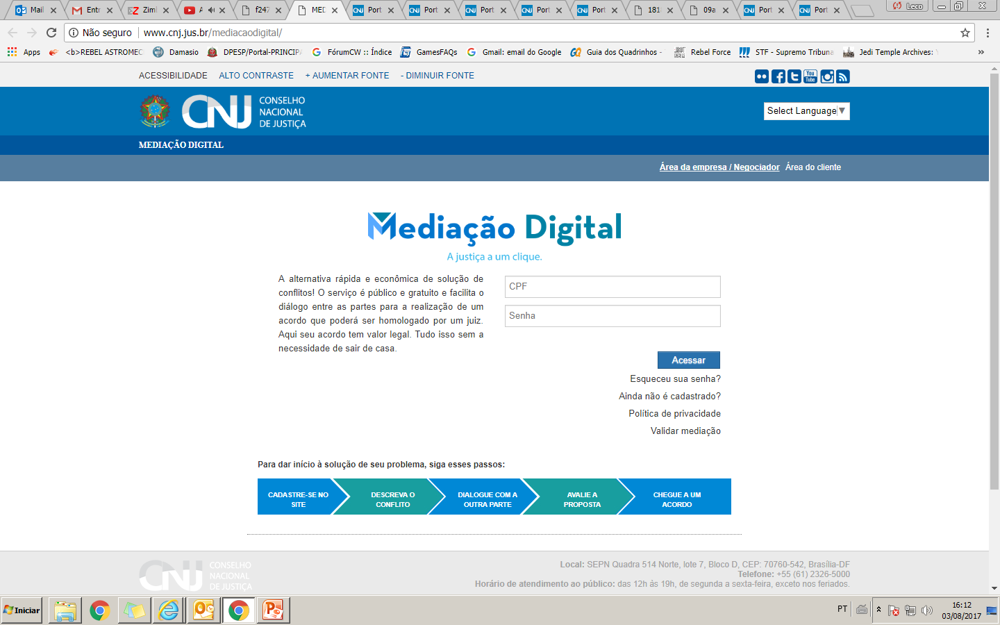 Mail
Entr
Zim
A
f247
MED
Port
Port
Port
Port
Port
181
09a
Port
Port
Leco
Não seguro
www.cnj.jus.br/mediacaodigital/
Apps
<b>REBEL ASTROMEC
Damasio
DPESP/Portal-PRINCIPA
FórumCW :: Índice
GamesFAQs
Gmail: email do Google
Guia dos Quadrinhos -
Rebel Force
STF - Supremo Tribuna
Jedi Temple Archives:
»
ACESSIBILIDADE
ALTO CONTRASTE
+ AUMENTAR FONTE
- DIMINUIR FONTE
You
Tube
CNJ
CONSELHO
NACIONAL
DE JUSTIÇA
Select Language
MEDIAÇÃO DIGITAL
Área da empresa / Negociador
Área do cliente
Mediação Digital
A justiça a um clique.
A alternativa rápida e econômica de solução de
conflitos! O serviço é público e gratuito e facilita o
diálogo entre as partes para a realização de um
acordo que poderá ser homologado por um juiz.
Aqui seu acordo tem valor legal. Tudo isso sem a
necessidade de sair de casa.
CPF
Senha
Acessar
Esqueceu sua senha?
Ainda não é cadastrado?
Política de privacidade
Validar mediação
Para dar início à solução de seu problema, siga esses passos:
CADASTRE-SE NO
SITE
DESCREVA O
CONFLITO
DIALOGUE COM A
OUTRA PARTE
AVALIE A
PROPOSTA
CHEGUE A UM
ACORDO
CNJ
CONSELHO
NACIONAL
DE JUSTIÇA
Local: SEPN Quadra 514 Norte, lote 7, Bloco D, CEP: 70760-542, Brasília-DF
Telefone: +55 (61) 2326-5000
Horário de atendimento ao público: das 12h às 19h, de segunda a sexta-feira, exceto nos feriados.
Iniciar
PT
16:12
03/08/2017